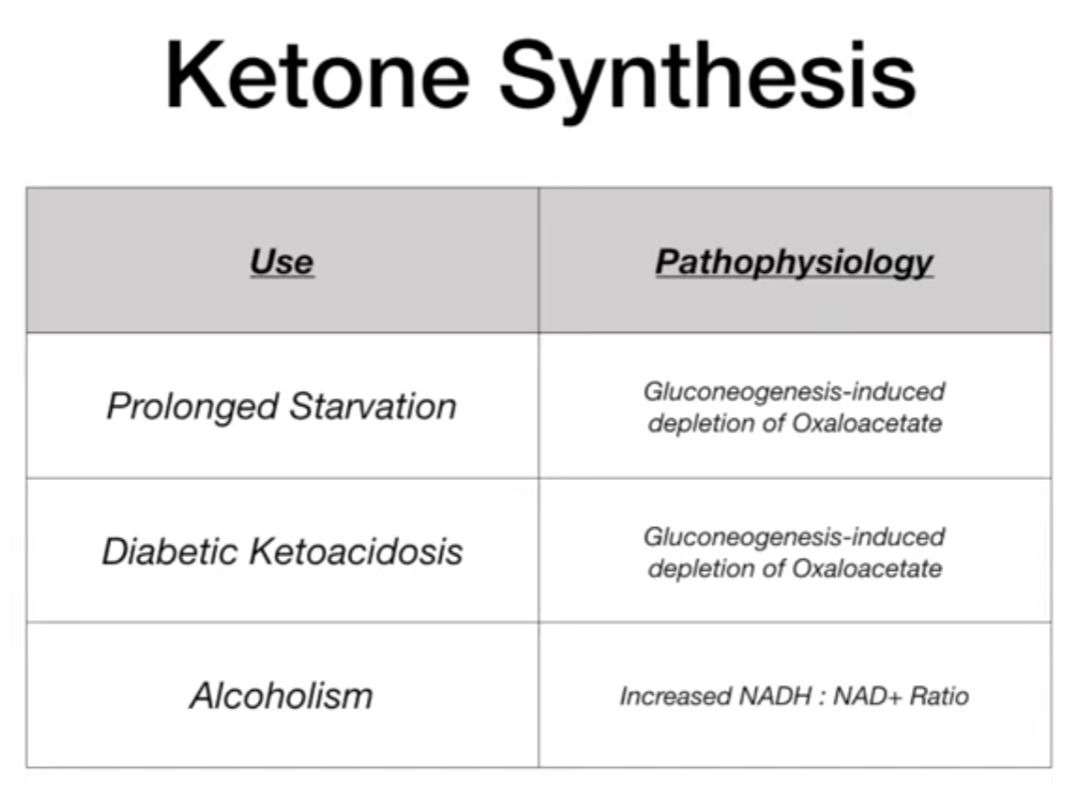 Ketone Synthesis
Use
Pathophysiology
Prolonged Starvation
Gluconeogenesis-induced
depletion of Oxaloacetate
Diabetic Ketoacidosis
Gluconeogenesis-induced
depletion of Oxaloacetate
Alcoholism
Increased NADH : NAD+ Ratio